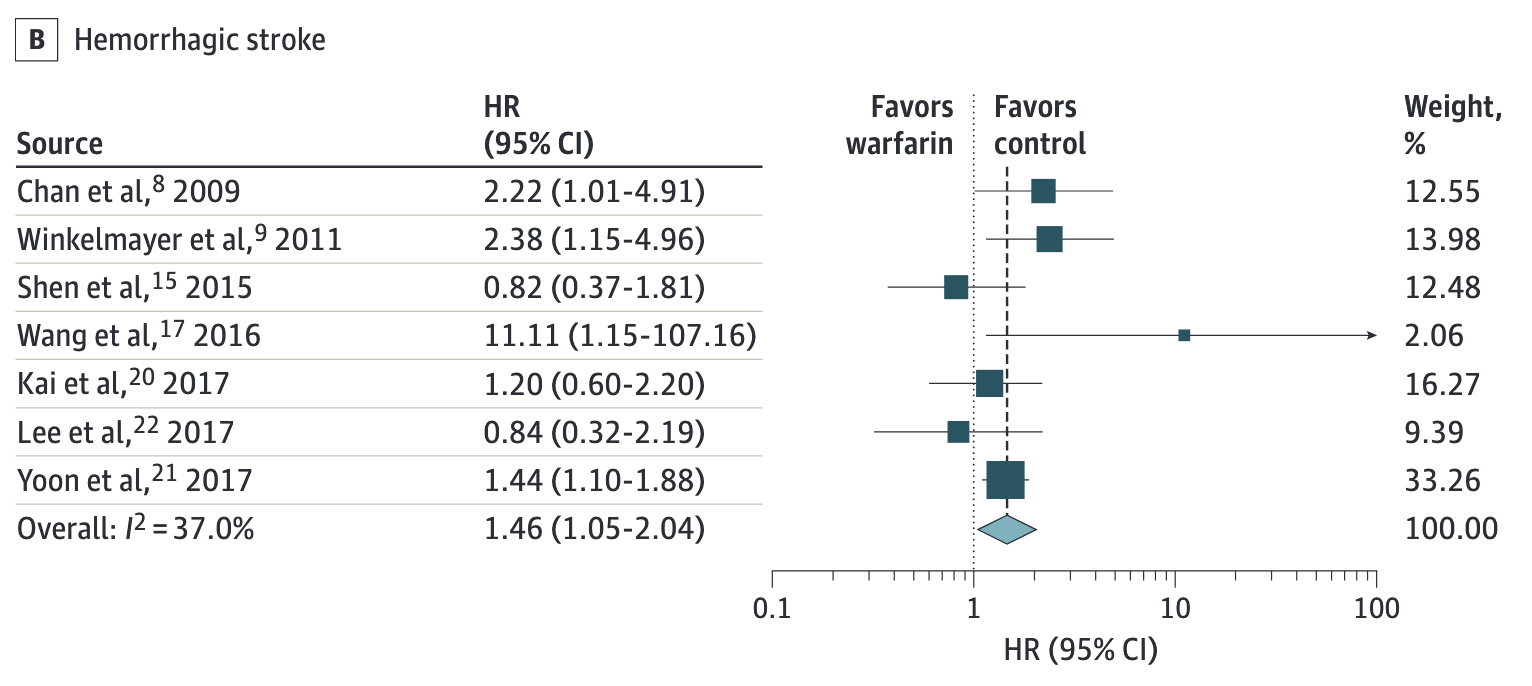 B Hemorrhagic stroke
HR Favors Favors Weight,
Source (95% CI) warfarin control %
Chan et al,8 2009 2.22 (1.01-4.91) 12.55
Winkelmayer et al,9 2011 2.38 (1.15-4.96) 13.98
Shen et al,15 2015 0.82 (0.37-1.81) 12.48
Wang et al,17 2016 11.11 (1.15-107.16) 2.06
Kai et al,20 2017 1.20 (0.60-2.20) 16.27
Lee et al,22 2017 0.84 (0.32-2.19) 9.39
Yoon et al,21 2017 1.44 (1.10-1.88) 33.26
Overall: I2 = 37.0% 1.46 (1.05-2.04) 100.00
0.1 1 10 100
HR (95% CI)